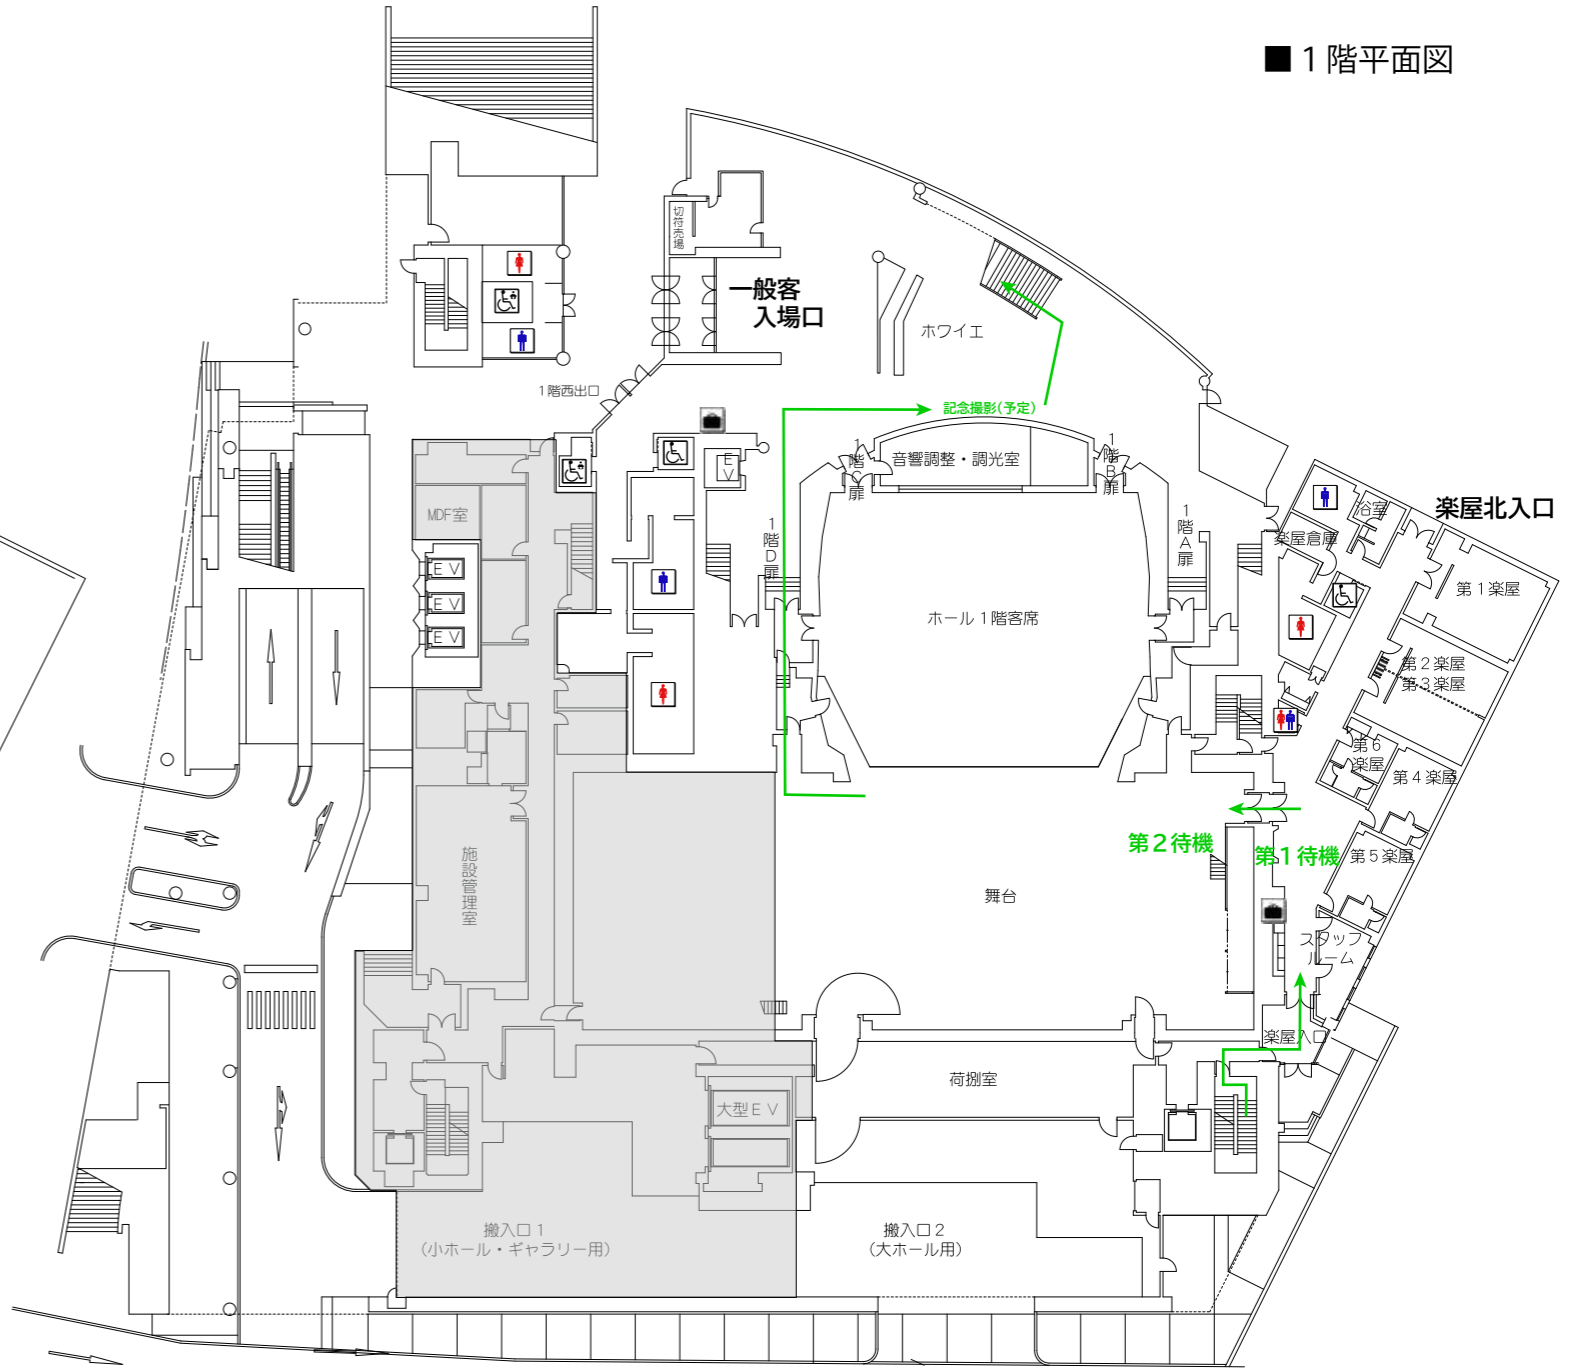 ■１階平面図
切符売場
一般客
入場口
ホワイエ
1階西出口
記念撮影(予定)
1階C扉
音響調整・調光室
1階B扉
EV
MDF室
1階D扉
1階A扉
浴室
楽屋北入口
楽屋倉庫
ＥＶ
ＥＶ
ＥＶ
第１楽屋
ホール１階客席
第２楽屋
第３楽屋
第６
楽屋
第４楽屋
第２待機
第１待機
第５楽屋
施設管理室
舞台
スタッフ
ルーム
楽屋入口
荷捌室
大型ＥＶ
搬入口１
(小ホール・ギャラリー用)
搬入口２
(大ホール用)